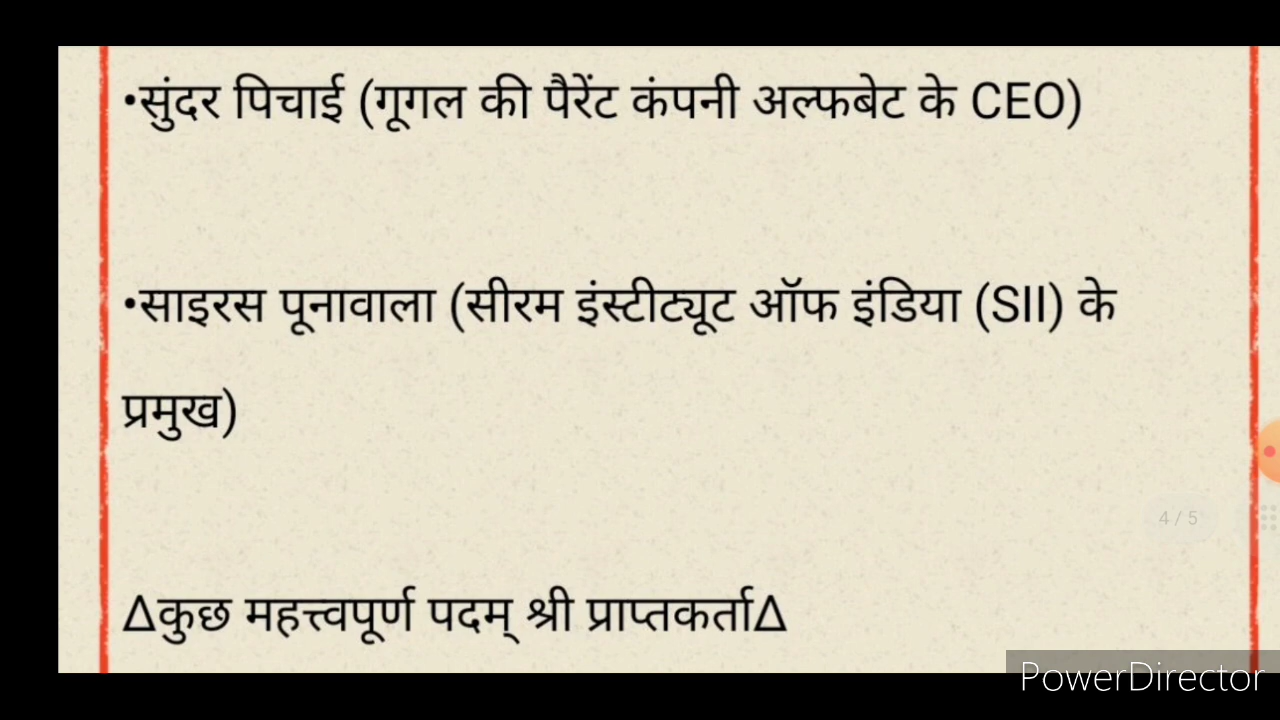 •सुंदर पिचाई (गूगल की पैरेंट कंपनी अल्फबेट के CEO)
•साइरस पूनावाला (सीरम इंस्टीट्यूट ऑफ इंडिया (SII) के
प्रमुख)
4 / 5
∆कुछ महत्त्वपूर्ण पदम् श्री प्राप्तकर्ता∆
PowerDirector